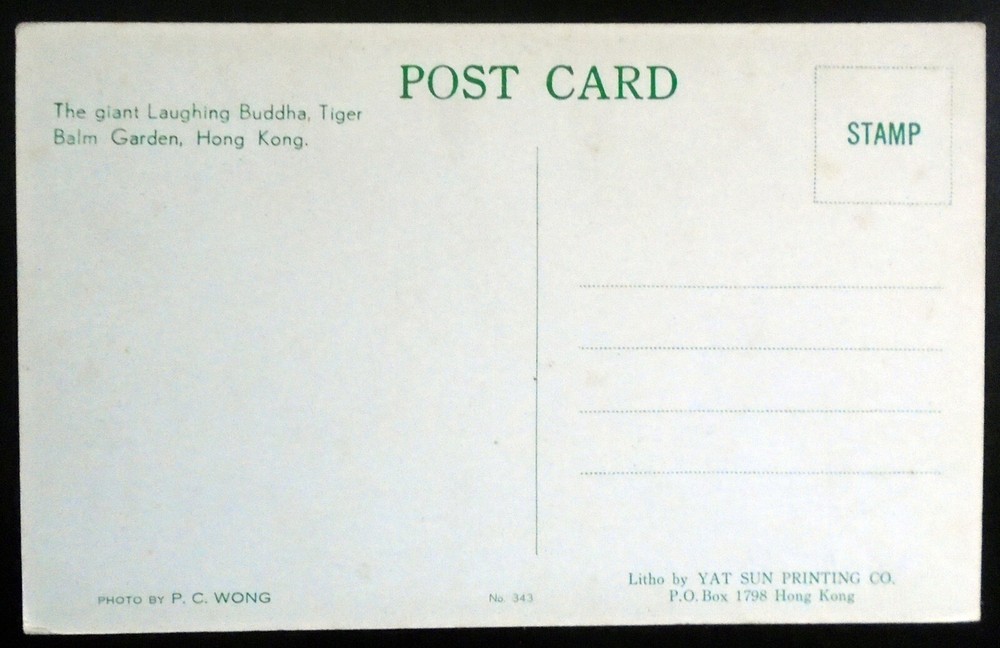 POST CARD
The giant Laughing Buddha, Tiger
Balm Garden, Hong Kong.
STAMP
PHOTO BY P. C. WONG
No. 343
Litho by YAT SUN PRINTING CO.
P.O. Box 1798 Hong Kong